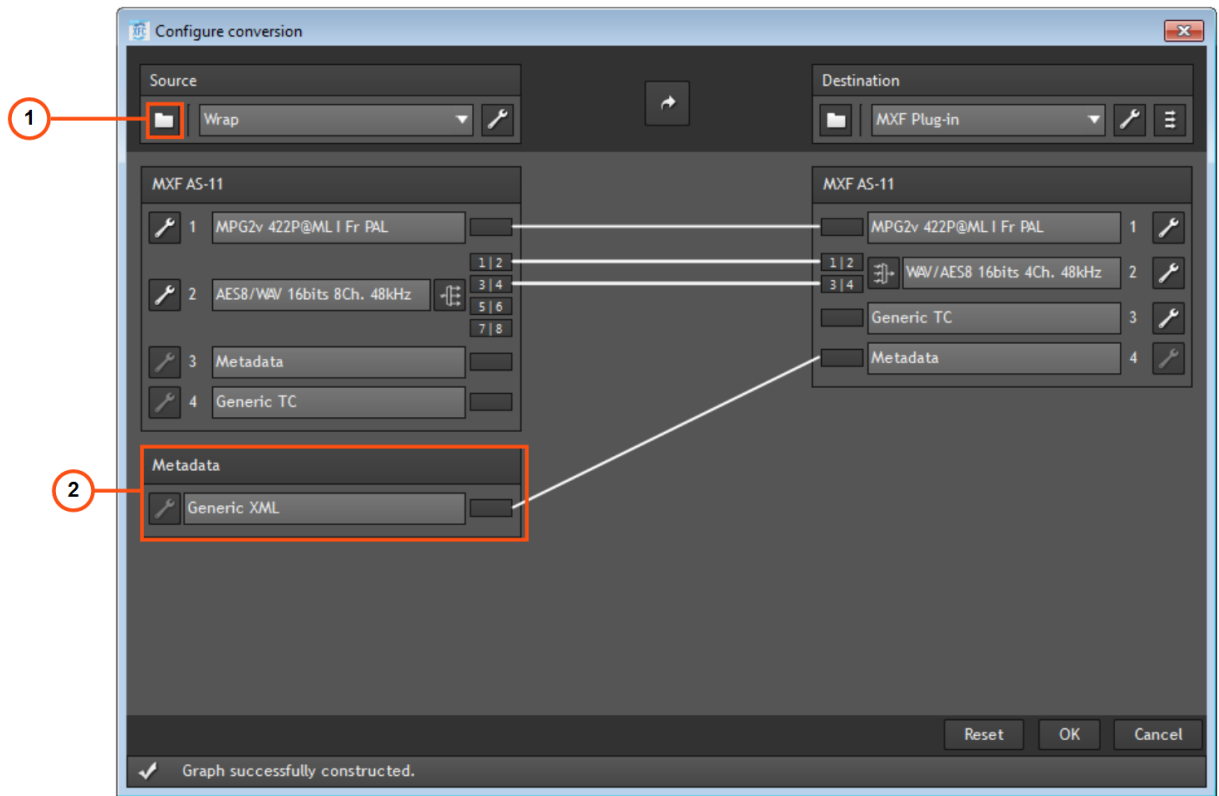 Configure conversion
Source
Destination
1
Wrap
MXF Plug-in
MXF AS-11
1 MPG2v 422P@ML I Fr PAL
2 AES8/WAV 16bits 8Ch. 48kHz
1|2
3|4
5|6
7|8
3 Metadata
4 Generic TC
MXF AS-11
MPG2v 422P@ML I Fr PAL 1
1|2
3|4
WAV/AES8 16bits 4Ch. 48kHz 2
Generic TC 3
Metadata 4
2
Metadata
Generic XML
Reset OK Cancel
Graph successfully constructed.